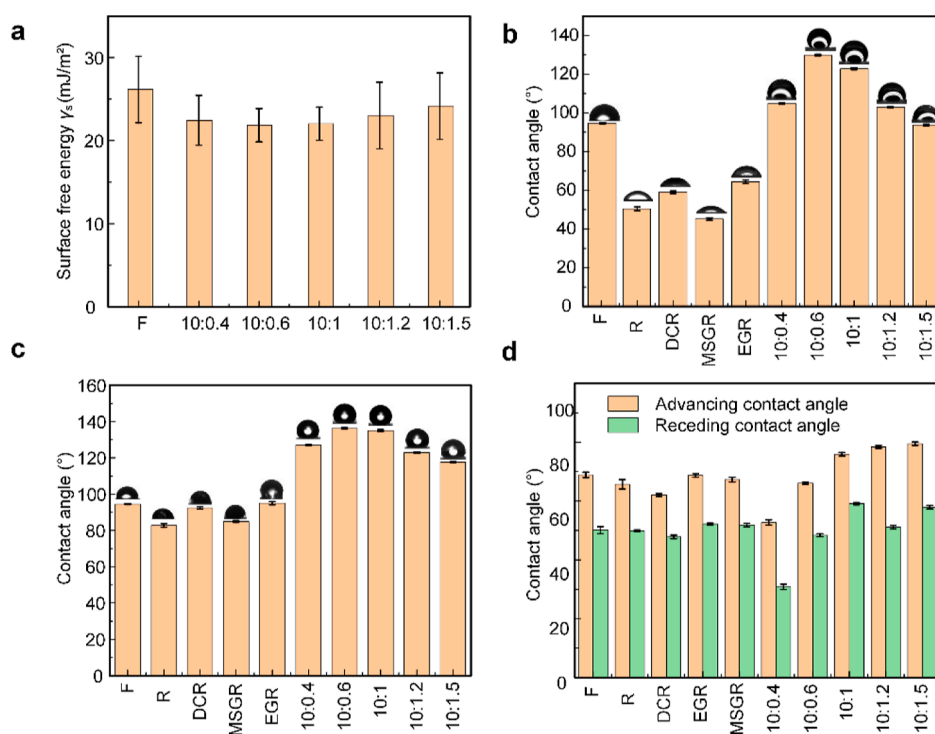 a
Surface free energy γs (mJ/m²)
40
30
20
10
0
F 10:0.4 10:0.6 10:1 10:1.2 10:1.5
b
Contact angle (°)
140
120
100
80
60
40
20
0
F R DCR MSGR EGR 10:0.4 10:0.6 10:1 10:1.2 10:1.5
c
Contact angle (°)
160
140
120
100
80
60
40
20
0
F R DCR MSGR EGR 10:0.4 10:0.6 10:1 10:1.2 10:1.5
d
Advancing contact angle
Receding contact angle
Contact angle (°)
100
80
60
40
20
0
F R DCR EGR MSGR 10:0.4 10:0.6 10:1 10:1.2 10:1.5